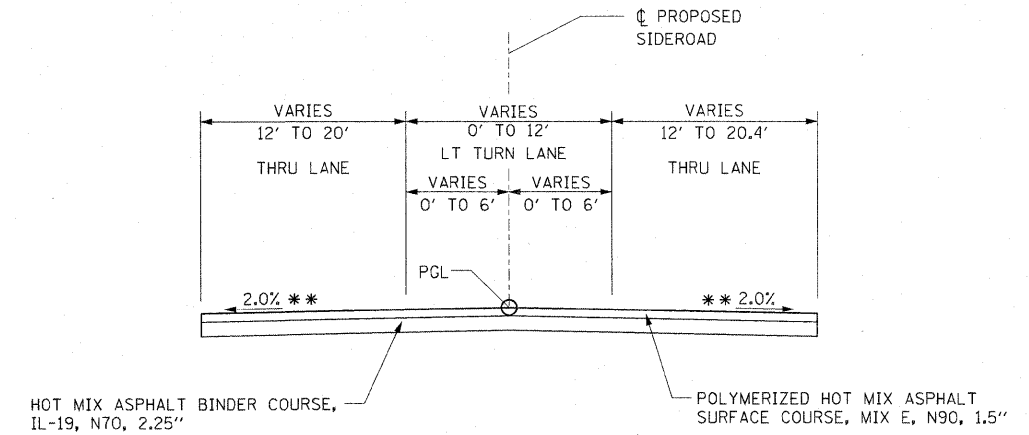 ℄ PROPOSED
SIDEROAD
VARIES
12' TO 20'
THRU LANE
VARIES
0' TO 12'
LT TURN LANE
VARIES
12' TO 20.4'
THRU LANE
VARIES
0' TO 6'
VARIES
0' TO 6'
PGL
2.0% **
** 2.0%
HOT MIX ASPHALT BINDER COURSE,
IL-19, N70, 2.25"
POLYMERIZED HOT MIX ASPHALT
SURFACE COURSE, MIX E, N90, 1.5"